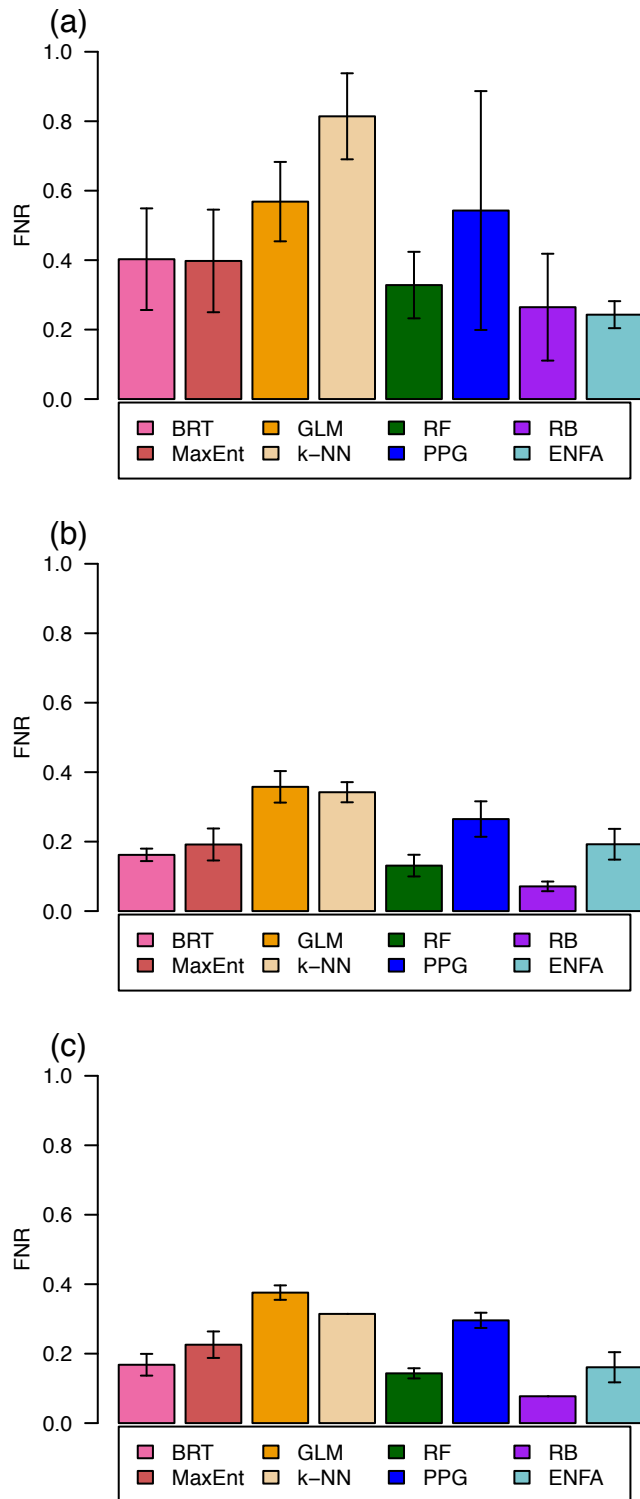 (a)
1.0
0.8
0.6
0.4
0.2
0.0
FNR
BRT GLM RF RB
MaxEnt k-NN PPG ENFA
(b)
1.0
0.8
0.6
0.4
0.2
0.0
FNR
BRT GLM RF RB
MaxEnt k-NN PPG ENFA
(c)
1.0
0.8
0.6
0.4
0.2
0.0
FNR
BRT GLM RF RB
MaxEnt k-NN PPG ENFA